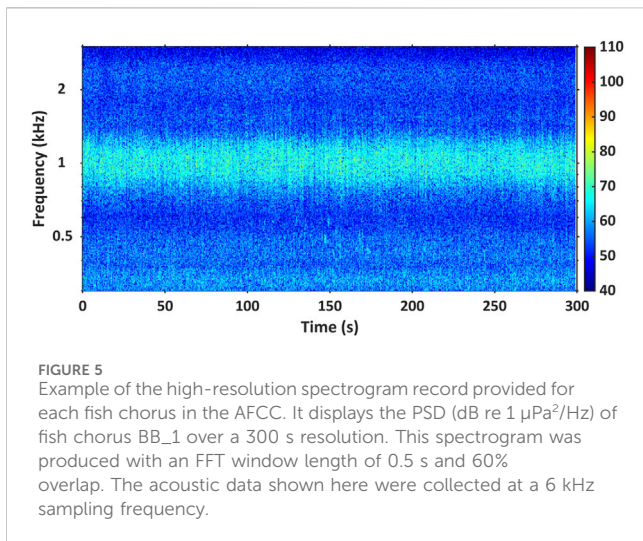 110
100
90
80
70
60
50
40
2
1
0.5
Frequency (kHz)
0 50 100 150 200 250 300
Time (s)
FIGURE 5
Example of the high-resolution spectrogram record provided for
each fish chorus in the AFCC. It displays the PSD (dB re 1 µPa²/Hz) of
fish chorus BB_1 over a 300 s resolution. This spectrogram was
produced with an FFT window length of 0.5 s and 60%
overlap. The acoustic data shown here were collected at a 6 kHz
sampling frequency.